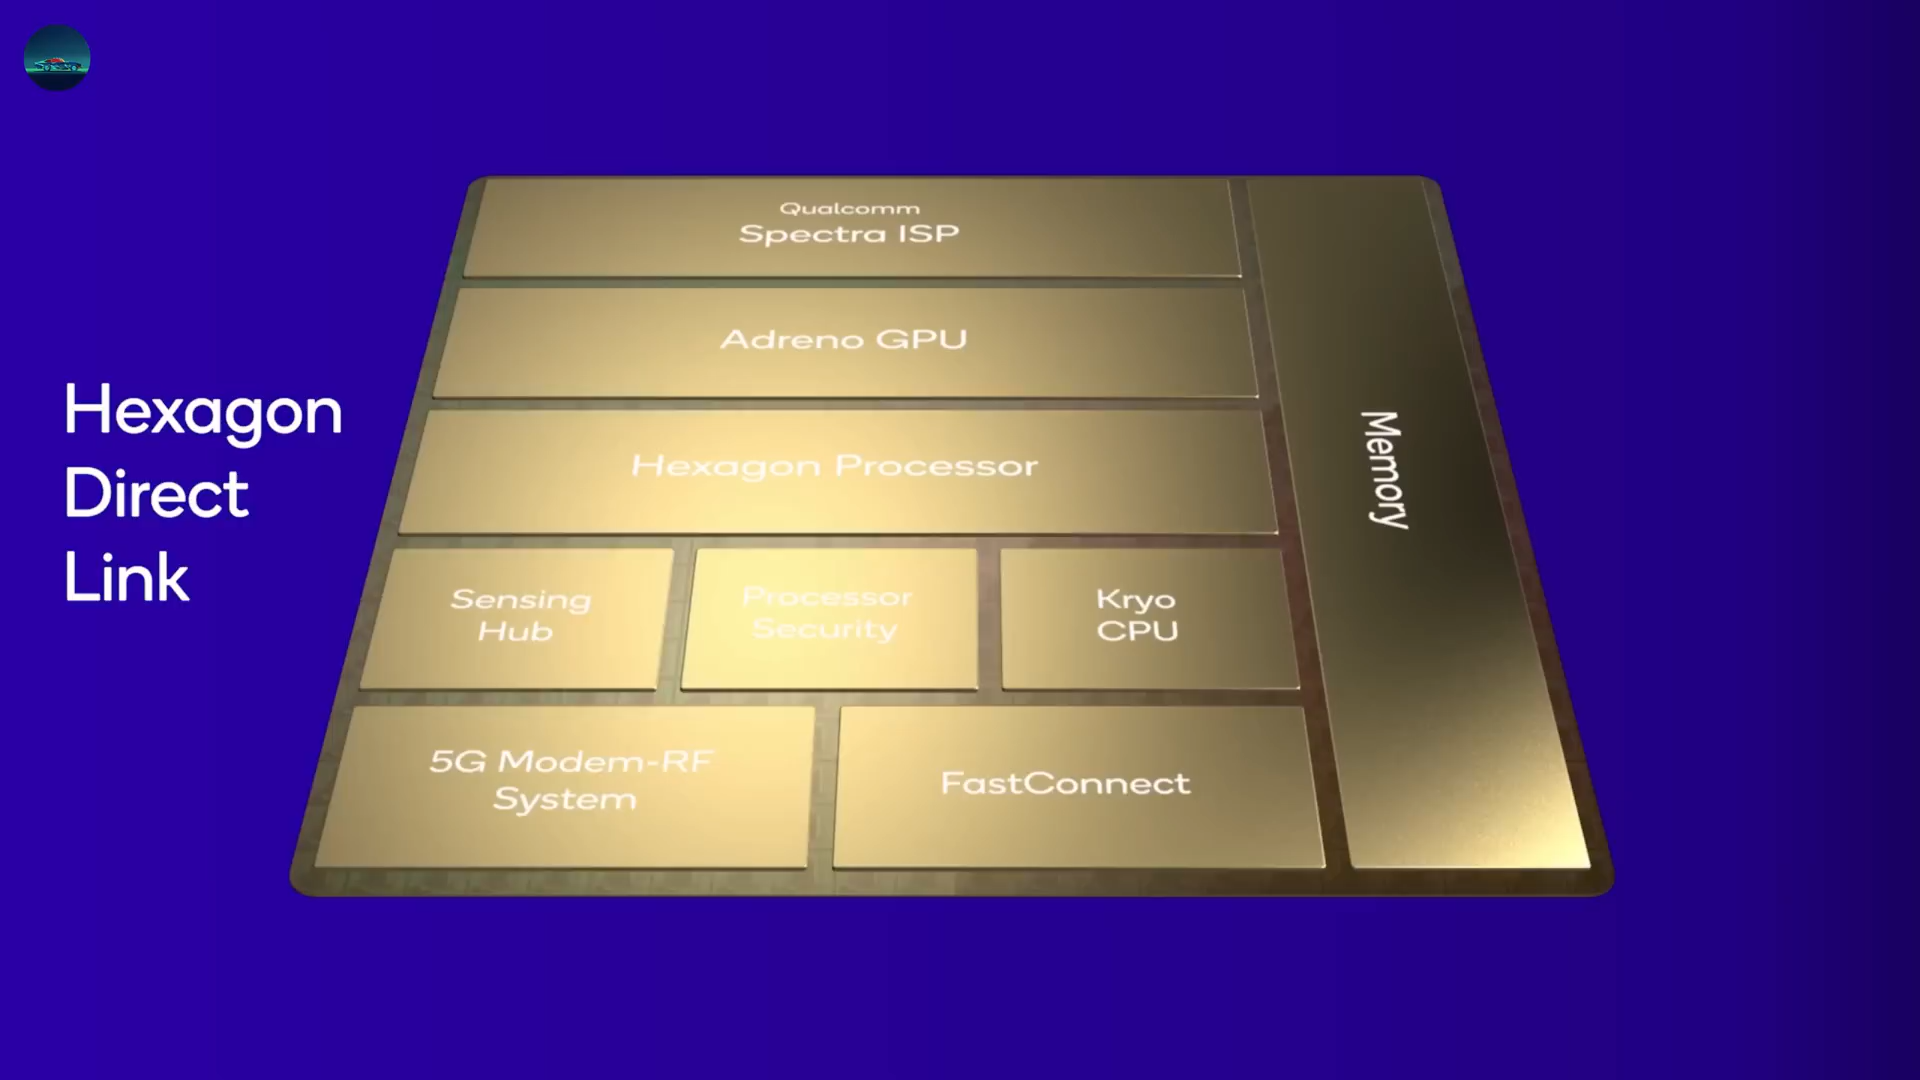 Hexagon
Direct
Link
Qualcomm
Spectra ISP
Adreno GPU
Hexagon Processor
Sensing
Hub
Processor
Security
Kryo
CPU
5G Modem-RF
System
FastConnect
Memory